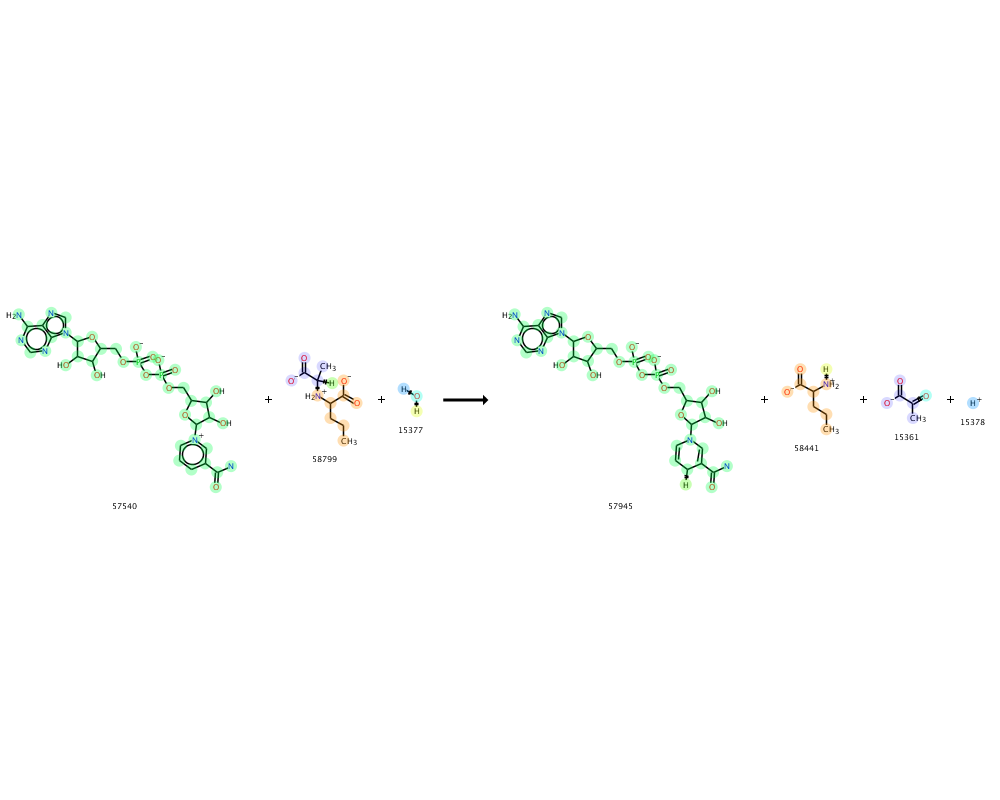 H₂N N N N N N O HO OH O O⁻ P O O⁻ O P O O O OH OH N⁺ N O
+
O O⁻ CH₃ H H₂N⁺ O⁻ O CH₃
+
H O H
H₂N N N N N N O HO OH O O⁻ P O O⁻ O P O O O OH OH N N O H
+
O O⁻ H NH₂ CH₃
+
O O⁻ O CH₃
+
H⁺
57540
58799
15377
57945
58441
15361
15378